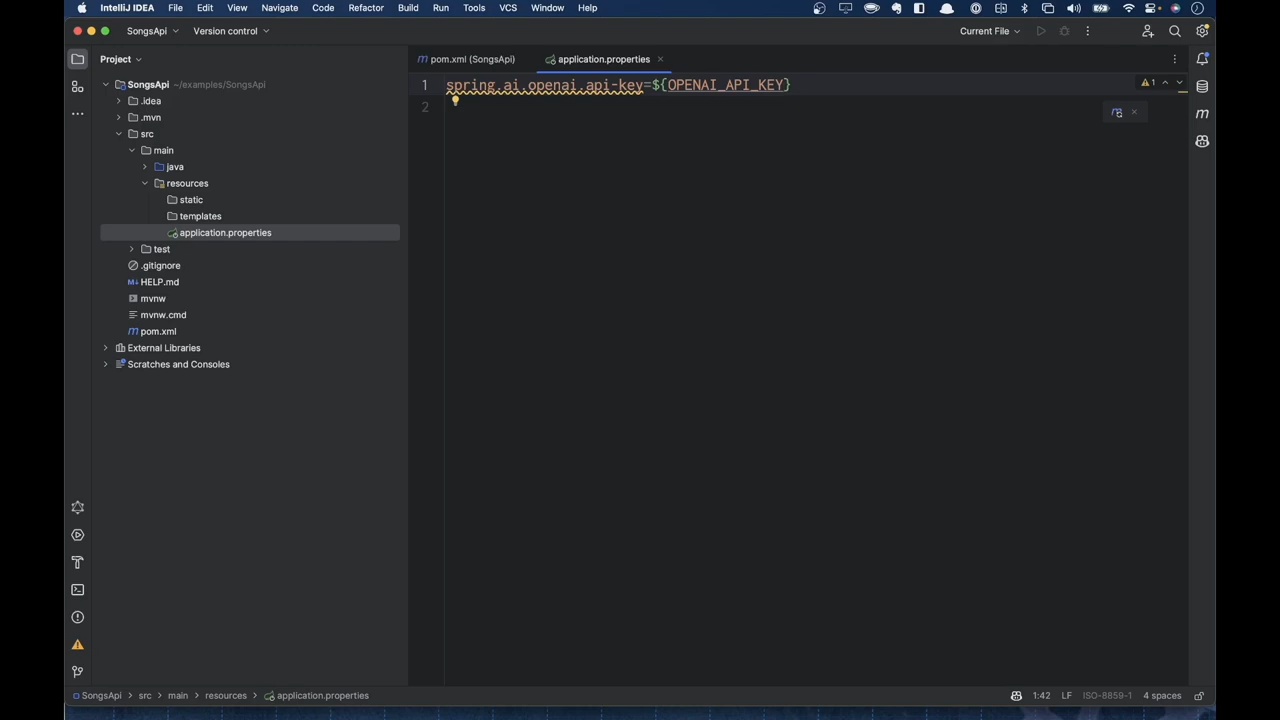 IntelliJ IDEA File Edit View Navigate Code Refactor Build Run Tools VCS Window Help
SongsApi Version control Current File
Project
pom.xml (SongsApi) application.properties
SongsApi ~/examples/SongsApi
.idea
.mvn
src
main
java
resources
static
templates
application.properties
test
.gitignore
M↓ HELP.md
mvnw
mvnw.cmd
m pom.xml
External Libraries
Scratches and Consoles
1 spring.ai.openai.api-key=${OPENAI_API_KEY}
2
1
SongsApi src main resources application.properties 1:42 LF ISO-8859-1 4 spaces